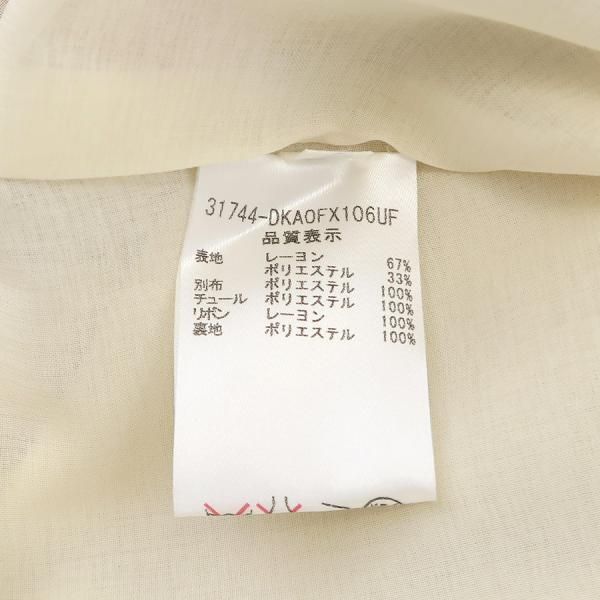 31744-DKAOFX106UF
品質表示
表地 レーヨン 67%
ポリエステル 33%
別布 ポリエステル 100%
チュール ポリエステル 100%
リボン レーヨン 100%
裏地 ポリエステル 100%